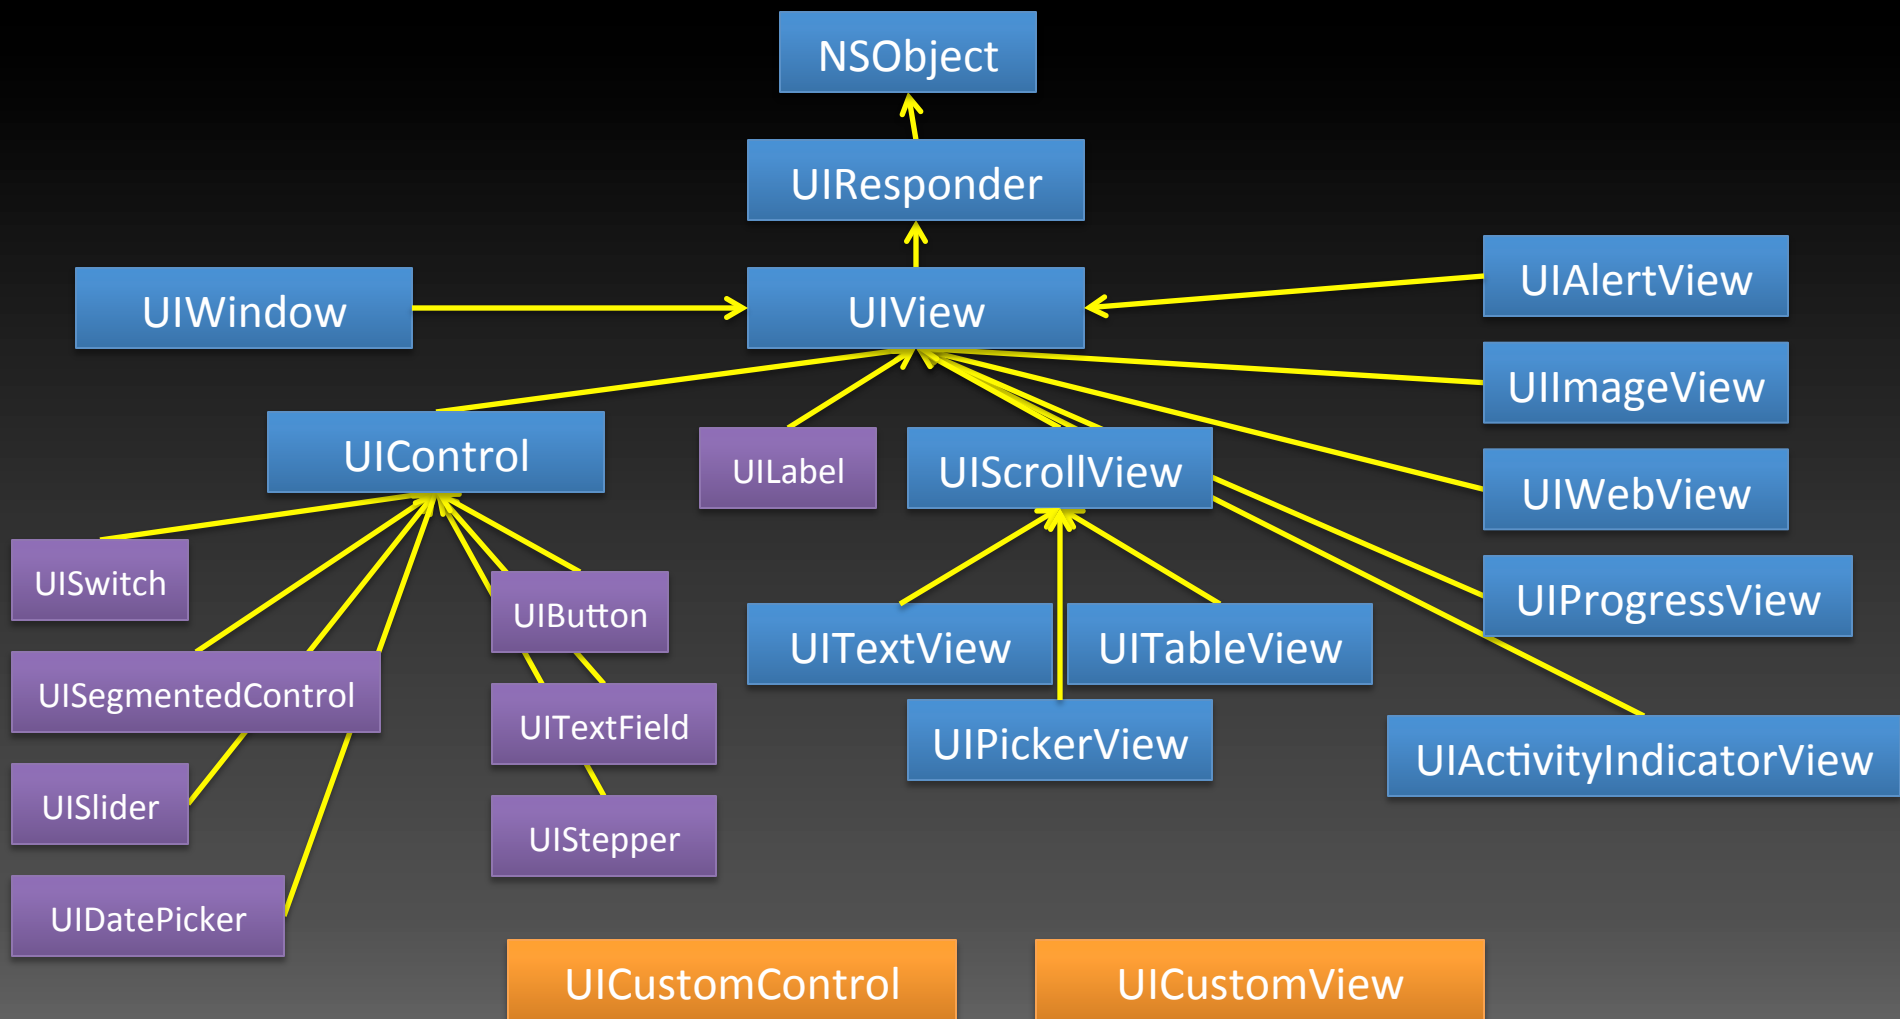 NSObject
UIResponder
UIWindow
UIView
UIAlertView
UIImageView
UIControl
UILabel
UIScrollView
UIWebView
UISwitch
UIButton
UIProgressView
UITextView
UITableView
UISegmentedControl
UITextField
UIPickerView
UIActivityIndicatorView
UISlider
UIStepper
UIDatePicker
UICustomControl
UICustomView